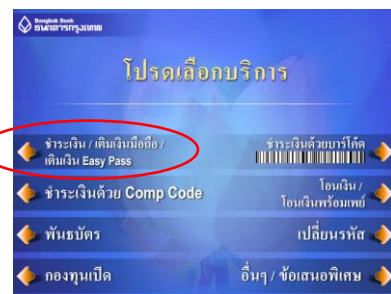 Bangkok Bank
ธนาคารกรุงเทพ
โปรดเลือกบริการ
ชำระเงิน / เติมเงินมือถือ /
เติมเงิน Easy Pass
ชำระเงินด้วยบาร์โค้ด
ชำระเงินด้วย Comp Code
โอนเงิน /
โอนเงินพร้อมเพย์
พันธบัตร
เปลี่ยนรหัส
กองทุนเปิด
อื่นๆ / ข้อเสนอพิเศษ